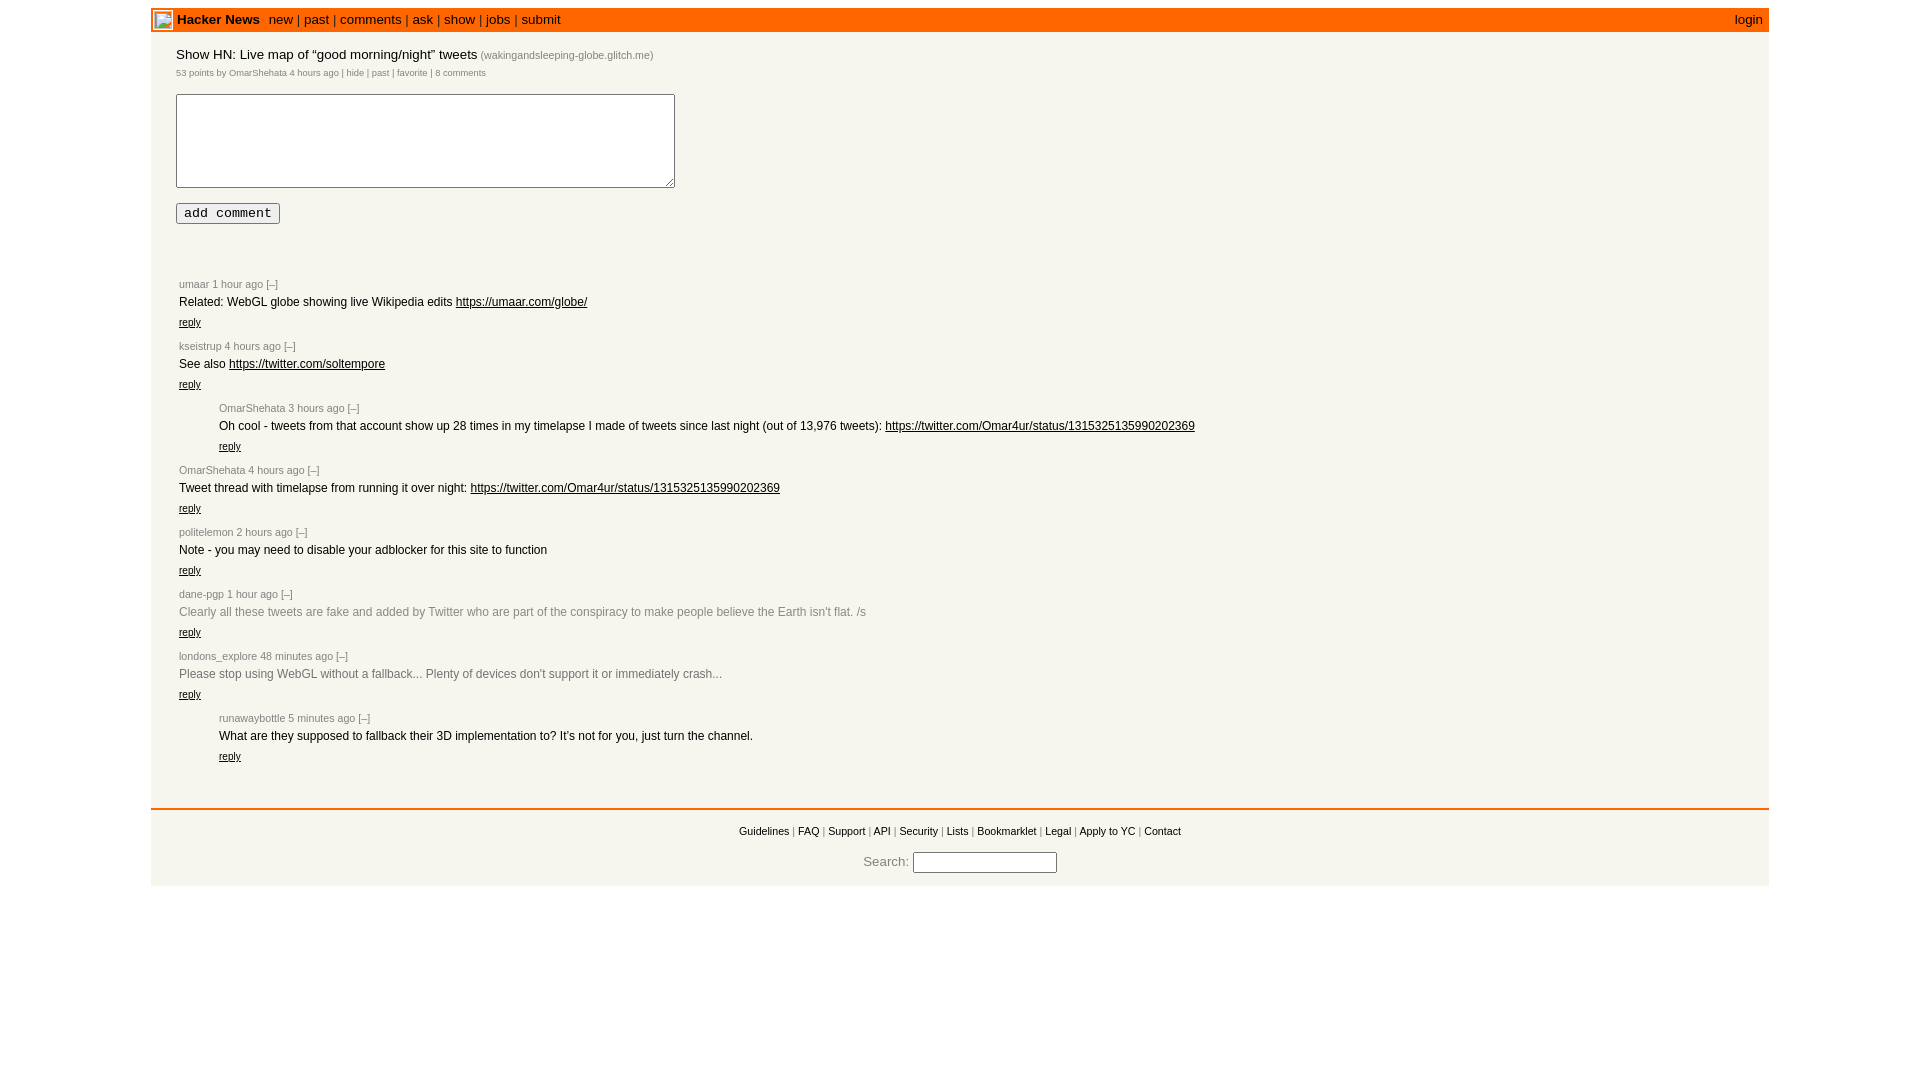 Hacker News new | past | comments | ask | show | jobs | submit login
Show HN: Live map of “good morning/night” tweets (wakingandsleeping-globe.glitch.me)
53 points by OmarShehata 4 hours ago | hide | past | favorite | 8 comments
add comment
umaar 1 hour ago [–]
Related: WebGL globe showing live Wikipedia edits https://umaar.com/globe/
reply
kseistrup 4 hours ago [–]
See also https://twitter.com/soltempore
reply
OmarShehata 3 hours ago [–]
Oh cool - tweets from that account show up 28 times in my timelapse I made of tweets since last night (out of 13,976 tweets): https://twitter.com/Omar4ur/status/1315325135990202369
reply
OmarShehata 4 hours ago [–]
Tweet thread with timelapse from running it over night: https://twitter.com/Omar4ur/status/1315325135990202369
reply
politelemon 2 hours ago [–]
Note - you may need to disable your adblocker for this site to function
reply
dane-pgp 1 hour ago [–]
Clearly all these tweets are fake and added by Twitter who are part of the conspiracy to make people believe the Earth isn't flat. /s
reply
londons_explore 48 minutes ago [–]
Please stop using WebGL without a fallback... Plenty of devices don't support it or immediately crash...
reply
runawaybottle 5 minutes ago [–]
What are they supposed to fallback their 3D implementation to? It’s not for you, just turn the channel.
reply
Guidelines | FAQ | Support | API | Security | Lists | Bookmarklet | Legal | Apply to YC | Contact
Search: